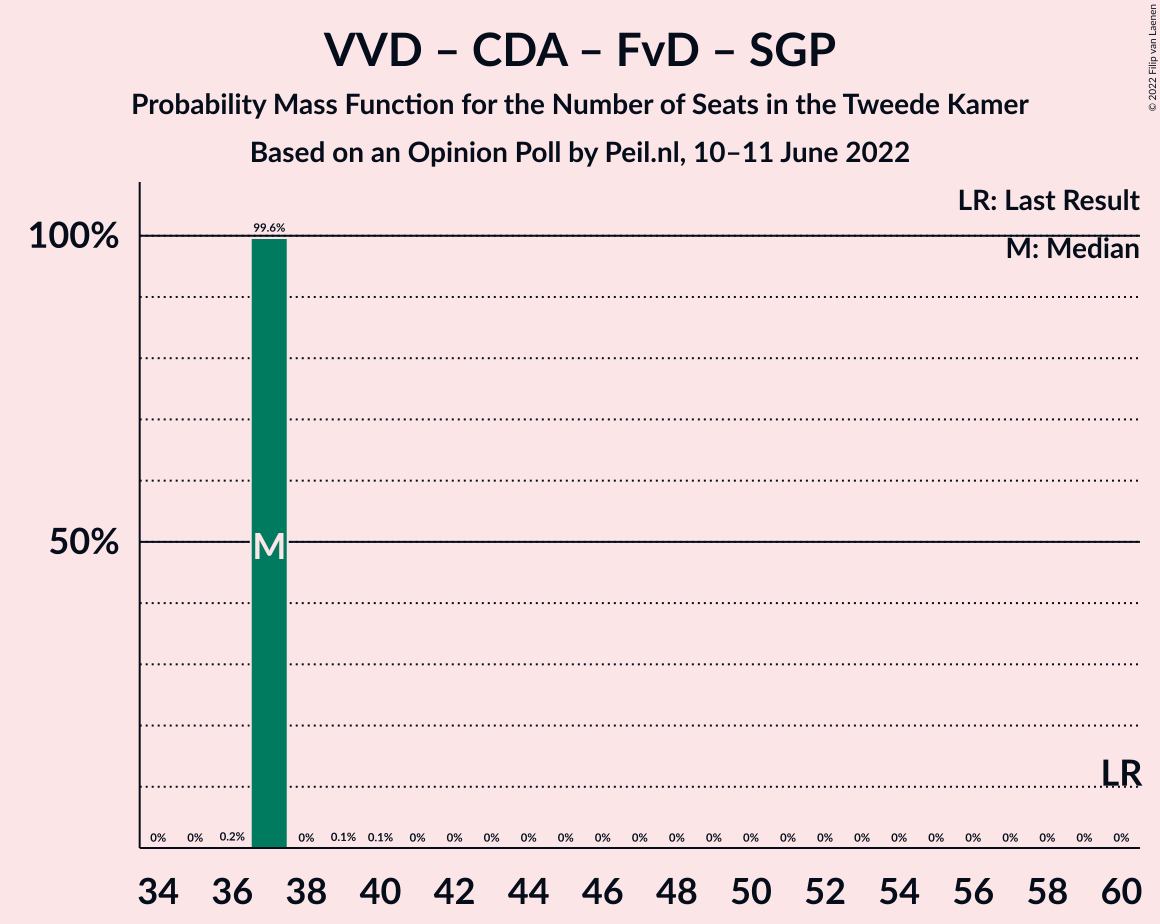 VVD – CDA – FvD – SGP
Probability Mass Function for the Number of Seats in the Tweede Kamer
Based on an Opinion Poll by Peil.nl, 10–11 June 2022
© 2022 Filip van Laenen
LR: Last Result
M: Median
99.6%
100%
50%
M
LR
0% 0% 0.2% 0% 0.1% 0.1% 0% 0% 0% 0% 0% 0% 0% 0% 0% 0% 0% 0% 0% 0% 0% 0% 0% 0% 0% 0%
34 36 38 40 42 44 46 48 50 52 54 56 58 60